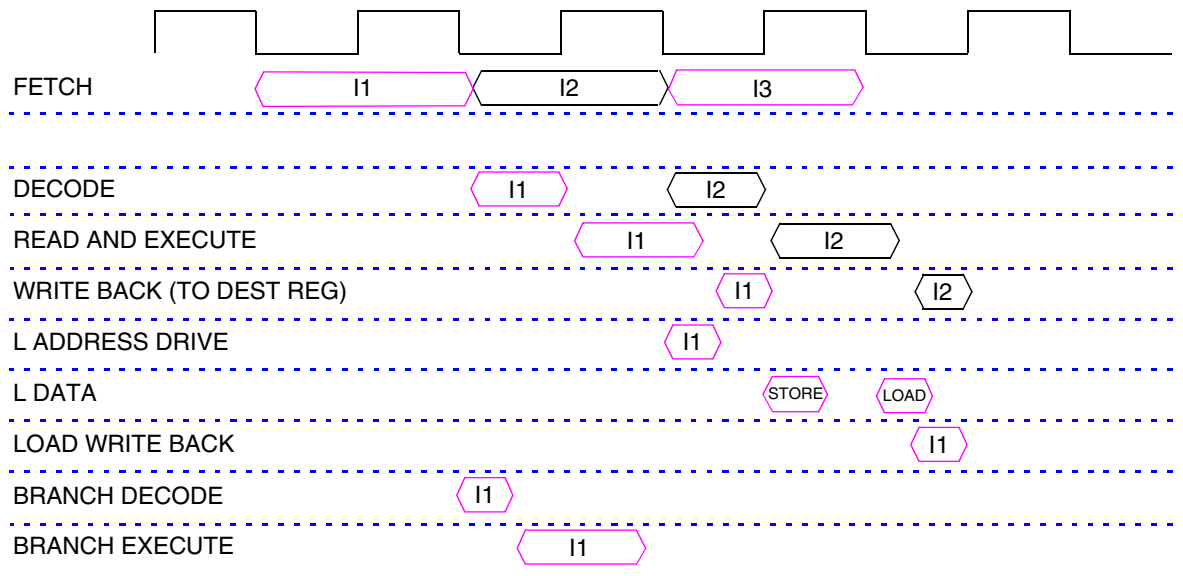 FETCH I1 I2 I3
DECODE I1 I2
READ AND EXECUTE I1 I2
WRITE BACK (TO DEST REG) I1 I2
L ADDRESS DRIVE I1
L DATA STORE LOAD
LOAD WRITE BACK I1
BRANCH DECODE I1
BRANCH EXECUTE I1